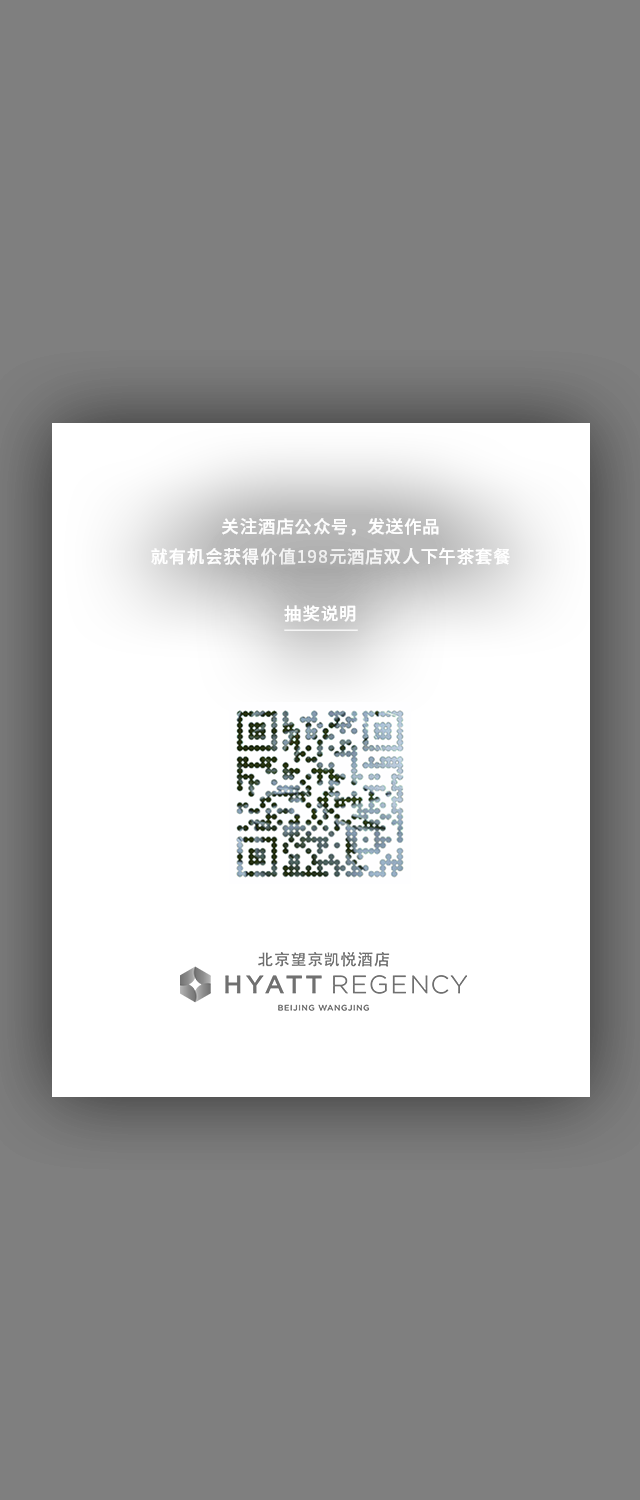 关注酒店公众号，发送作品
就有机会获得价值198元酒店双人下午茶套餐
抽奖说明
北京望京凯悦酒店
HYATT REGENCY
BEIJING WANGJING